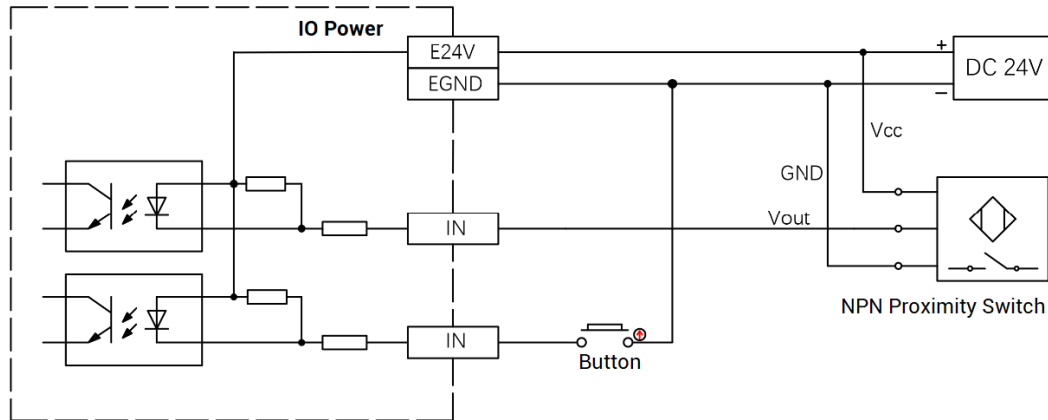 IO Power
E24V
EGND
+
DC 24V
−
Vcc
GND
Vout
IN
NPN Proximity Switch
IN
Button